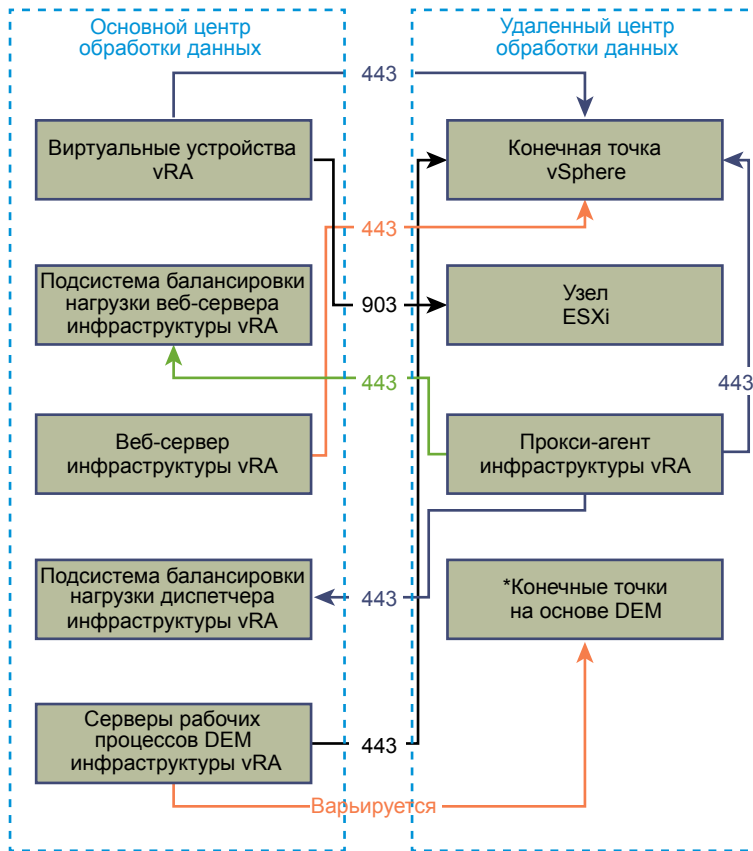 Основной центр
обработки данных
Удаленный центр
обработки данных
443
Виртуальные устройства
vRA
Конечная точка
vSphere
443
Подсистема балансировки
нагрузки веб-сервера
инфраструктуры vRA
903
Узел
ESXi
443
443
Веб-сервер
инфраструктуры vRA
Прокси-агент
инфраструктуры vRA
Подсистема балансировки
нагрузки диспетчера
инфраструктуры vRA
443
*Конечные точки
на основе DEM
Серверы рабочих
процессов DEM
инфраструктуры vRA
443
Варьируется